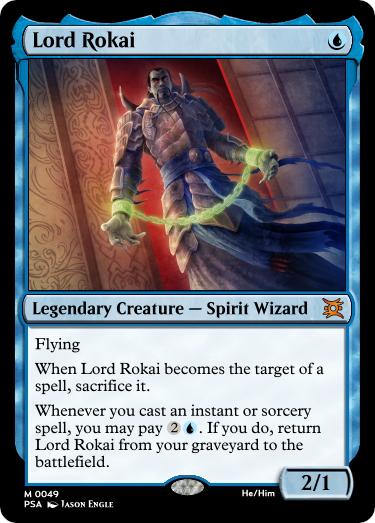 Lord Rokai
Legendary Creature — Spirit Wizard
Flying
When Lord Rokai becomes the target of a
spell, sacrifice it.
Whenever you cast an instant or sorcery
spell, you may pay 2. If you do, return
Lord Rokai from your graveyard to the
battlefield.
2/1
M 0049
He/Him
PSA Jason Engle